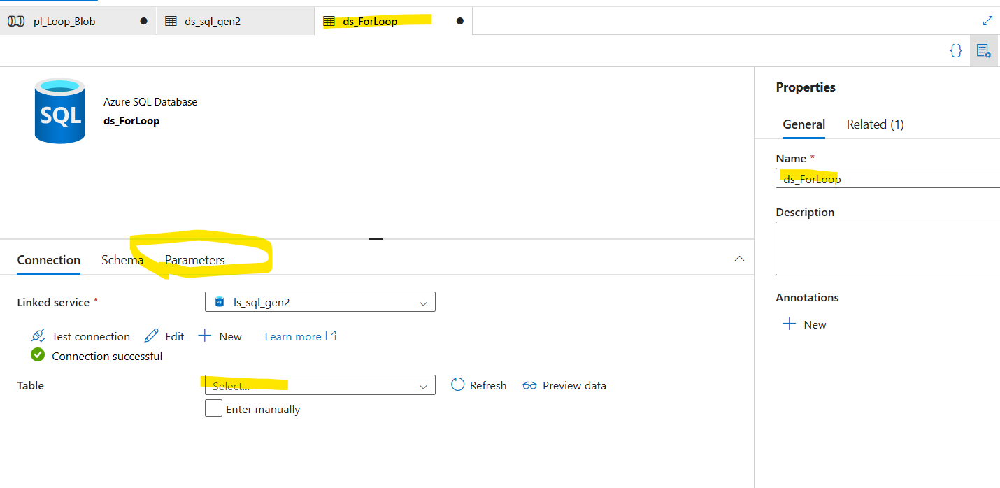 pl_Loop_Blob ds_sql_gen2 ds_ForLoop
{}
SQL
Azure SQL Database
ds_ForLoop
Connection Schema Parameters
Linked service *
SQL ls_sql_gen2
Test connection Edit New Learn more
Connection successful
Table Select... Refresh Preview data
Enter manually
Properties
General Related (1)
Name *
ds_ForLoop
Description
Annotations
New